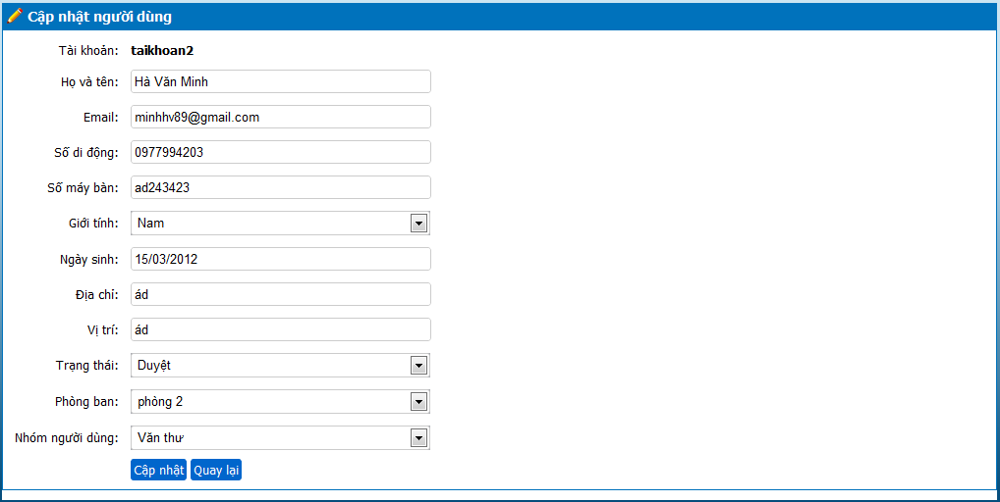 Cập nhật người dùng
Tài khoản: taikhoan2
Họ và tên: Hà Văn Minh
Email: minhhv89@gmail.com
Số di động: 0977994203
Số máy bàn: ad243423
Giới tính: Nam
Ngày sinh: 15/03/2012
Địa chỉ: ád
Vị trí: ád
Trạng thái: Duyệt
Phòng ban: phòng 2
Nhóm người dùng: Văn thư
Cập nhật Quay lại